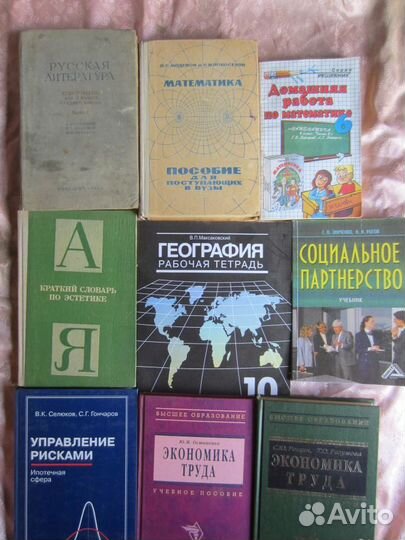 РУССКАЯ
ЛИТЕРАТУРА
МАТЕМАТИКА
ПОСОБИЕ
ДЛЯ
ПОСТУПАЮЩИХ
В ВУЗЫ
Серия
РЕШЕБНИК
Домашняя
работа
по математике
6
А
КРАТКИЙ СЛОВАРЬ
ПО ЭСТЕТИКЕ
Я
В.П.Максаковский
ГЕОГРАФИЯ
РАБОЧАЯ ТЕТРАДЬ
10
СОЦИАЛЬНОЕ
ПАРТНЕРСТВО
УЧЕБНИК
В.К. Селюков, С.Г. Гончаров
УПРАВЛЕНИЕ
РИСКАМИ
Ипотечная
сфера
ВЫСШЕЕ ОБРАЗОВАНИЕ
ЭКОНОМИКА
ТРУДА
УЧЕБНОЕ ПОСОБИЕ
ВЫСШЕЕ ОБРАЗОВАНИЕ
ЭКОНОМИКА
ТРУДА
Avito